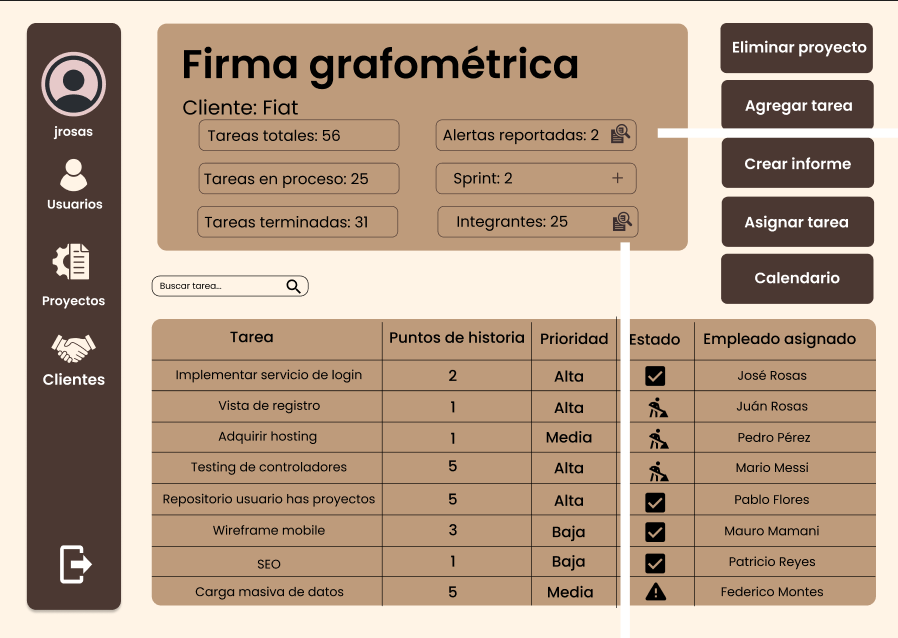 jrosas
Usuarios
Proyectos
Clientes
Firma grafométrica
Cliente: Fiat
Tareas totales: 56
Alertas reportadas: 2
Tareas en proceso: 25
Sprint: 2 +
Tareas terminadas: 31
Integrantes: 25
Eliminar proyecto
Agregar tarea
Crear informe
Asignar tarea
Calendario
Buscar tarea...
Tarea Puntos de historia Prioridad Estado Empleado asignado
Implementar servicio de login 2 Alta José Rosas
Vista de registro 1 Alta Juán Rosas
Adquirir hosting 1 Media Pedro Pérez
Testing de controladores 5 Alta Mario Messi
Repositorio usuario has proyectos 5 Alta Pablo Flores
Wireframe mobile 3 Baja Mauro Mamani
SEO 1 Baja Patricio Reyes
Carga masiva de datos 5 Media Federico Montes